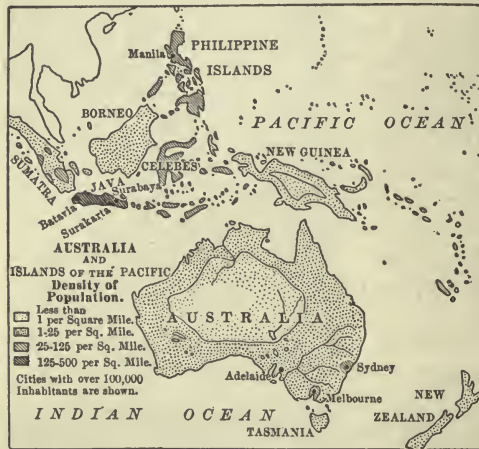 PHILIPPINE
Manila
ISLANDS
BORNEO
PACIFIC OCEAN
NEW GUINEA
CELEBES
SUMATRA
JAVA
Surabaya
Batavia
Surakarta
AUSTRALIA
AND
ISLANDS OF THE PACIFIC
Density of
Population.
Less than
1 per Square Mile.
1-25 per Sq. Mile.
25-125 per Sq. Mile.
125-500 per Sq. Mile.
Cities with over 100,000
Inhabitants are shown.
AUSTRALIA
Adelaide
Sydney
Melbourne
NEW
ZEALAND
INDIAN OCEAN
TASMANIA